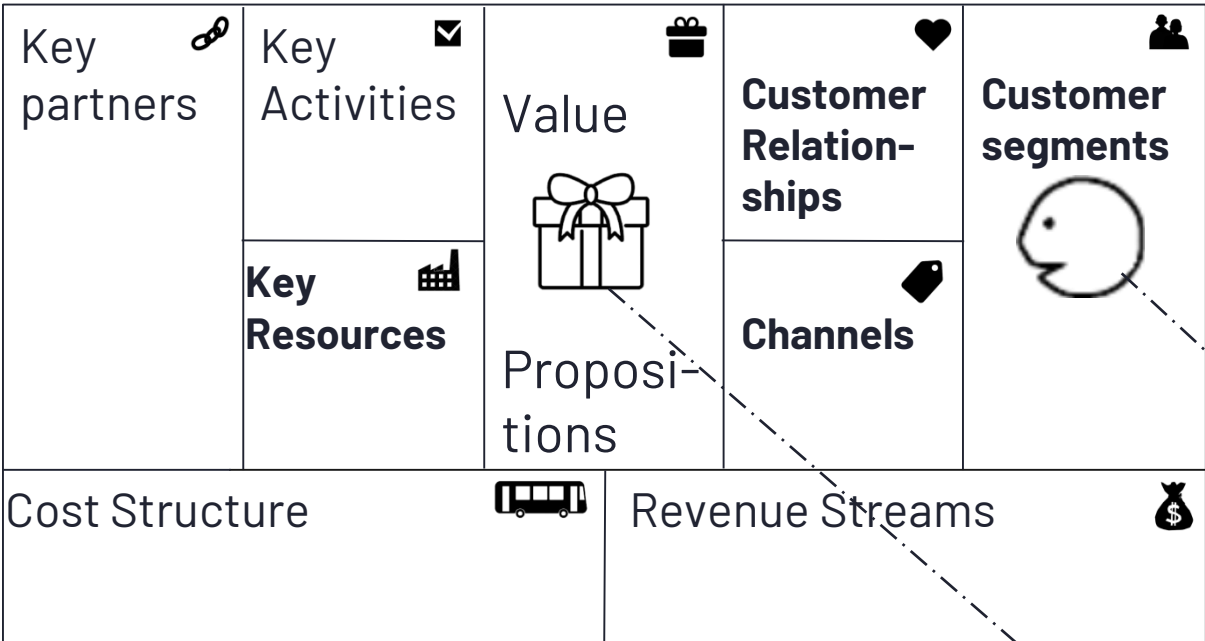 Key
partners
Key
Activities
Key
Resources
Value
Proposi-
tions
Customer
Relation-
ships
Channels
Customer
segments
Cost Structure
Revenue Streams
$